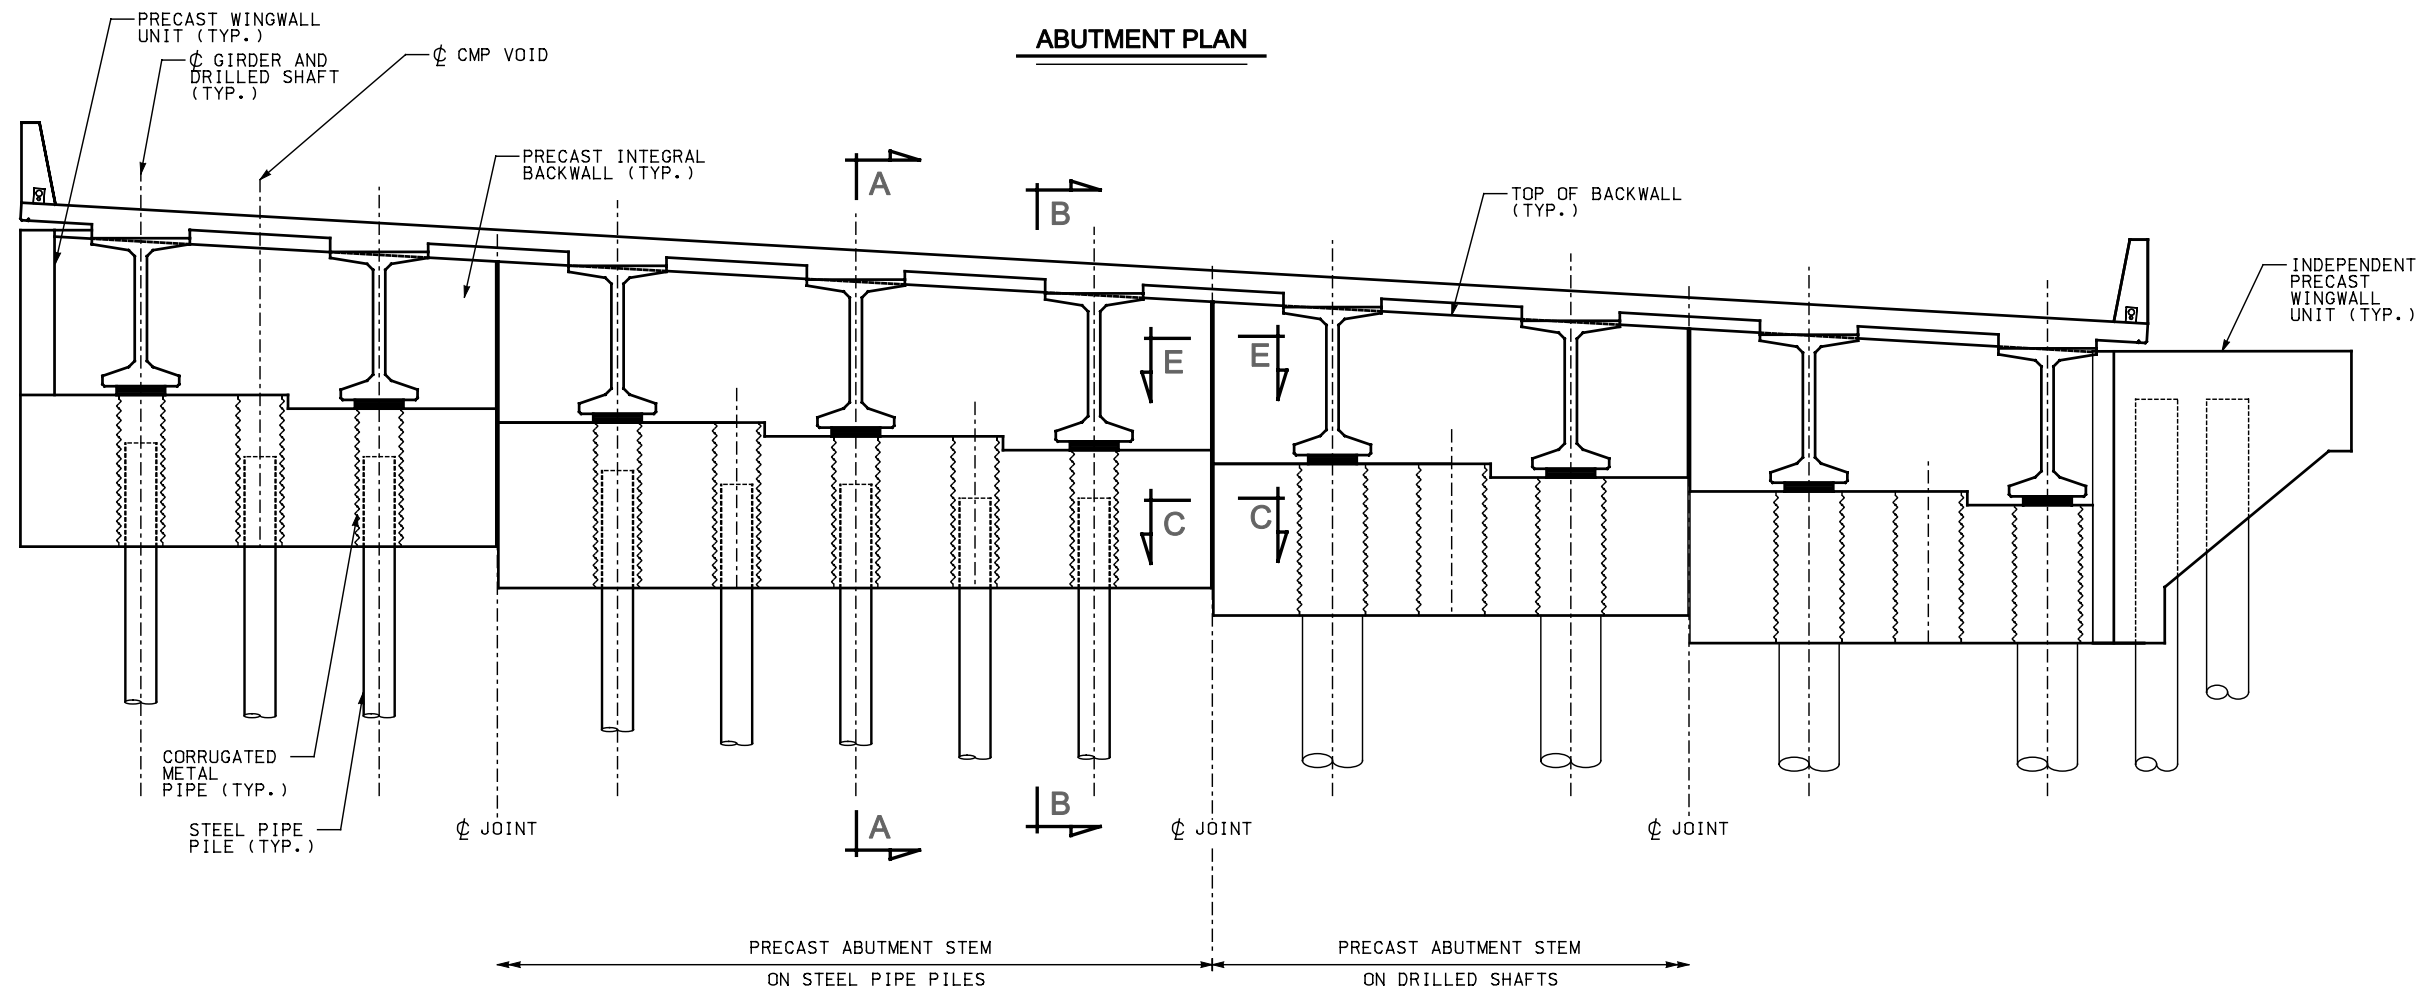 ABUTMENT PLAN
PRECAST WINGWALL
UNIT (TYP.)
℄ GIRDER AND
DRILLED SHAFT
(TYP.)
℄ CMP VOID
PRECAST INTEGRAL
BACKWALL (TYP.)
A
B
TOP OF BACKWALL
(TYP.)
INDEPENDENT
PRECAST
WINGWALL
UNIT (TYP.)
E
E
C
C
CORRUGATED
METAL
PIPE (TYP.)
STEEL PIPE
PILE (TYP.)
℄ JOINT
A
B
℄ JOINT
℄ JOINT
PRECAST ABUTMENT STEM
ON STEEL PIPE PILES
PRECAST ABUTMENT STEM
ON DRILLED SHAFTS